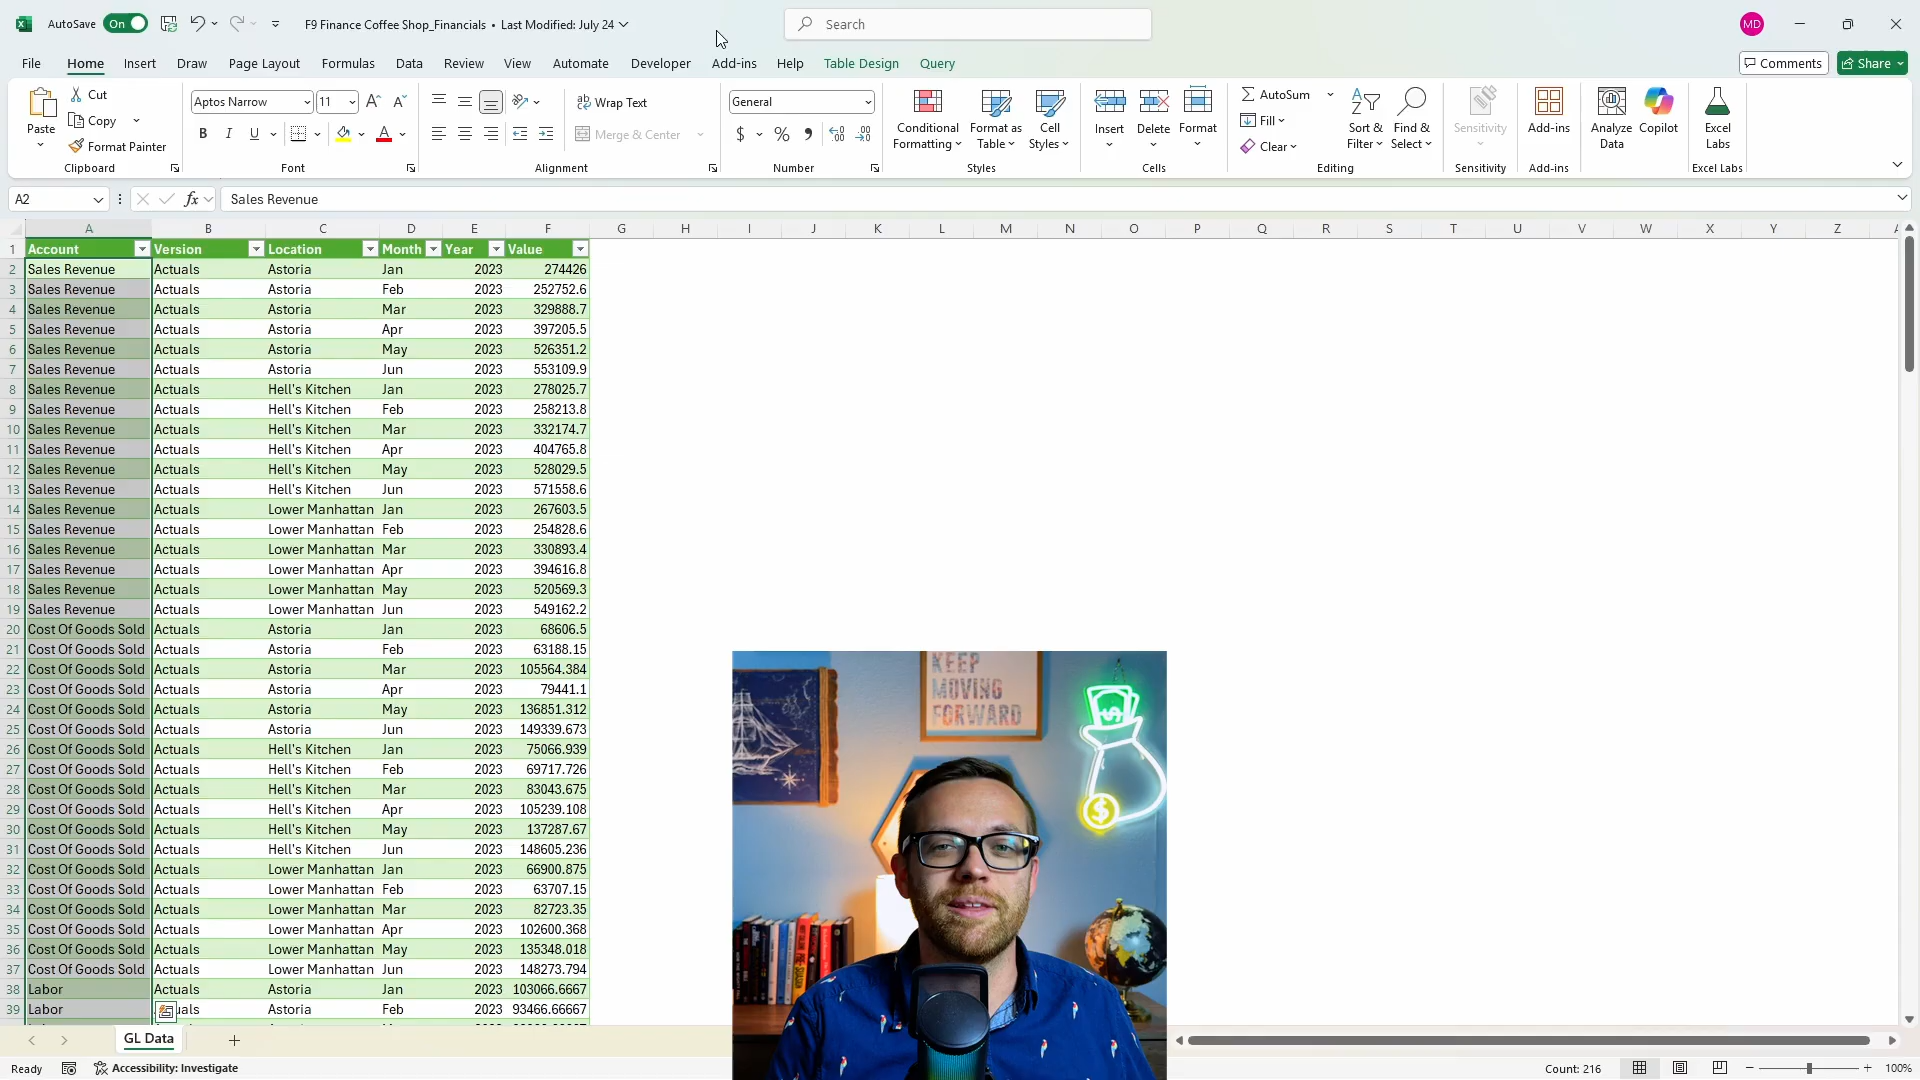 AutoSave On F9 Finance Coffee Shop_Financials • Last Modified: July 24 Search MD
File Home Insert Draw Page Layout Formulas Data Review View Automate Developer Add-ins Help Table Design Query Comments Share
Paste Cut Copy Format Painter Clipboard
Aptos Narrow 11 B I U A Font
Wrap Text Merge & Center Alignment
General $ % Number
Conditional Formatting Format as Table Cell Styles Styles
Insert Delete Format Cells
AutoSum Fill Clear Sort & Filter Find & Select Editing
Sensitivity Sensitivity
Add-ins Add-ins
Analyze Data Copilot
Excel Labs Excel Labs
A2 fx Sales Revenue
A B C D E F G H I J K L M N O P Q R S T U V W X Y Z
1 Account Version Location Month Year Value
2 Sales Revenue Actuals Astoria Jan 2023 274426
3 Sales Revenue Actuals Astoria Feb 2023 252752.6
4 Sales Revenue Actuals Astoria Mar 2023 329888.7
5 Sales Revenue Actuals Astoria Apr 2023 397205.5
6 Sales Revenue Actuals Astoria May 2023 526351.2
7 Sales Revenue Actuals Astoria Jun 2023 553109.9
8 Sales Revenue Actuals Hell's Kitchen Jan 2023 278025.7
9 Sales Revenue Actuals Hell's Kitchen Feb 2023 258213.8
10 Sales Revenue Actuals Hell's Kitchen Mar 2023 332174.7
11 Sales Revenue Actuals Hell's Kitchen Apr 2023 404765.8
12 Sales Revenue Actuals Hell's Kitchen May 2023 528029.5
13 Sales Revenue Actuals Hell's Kitchen Jun 2023 571558.6
14 Sales Revenue Actuals Lower Manhattan Jan 2023 267603.5
15 Sales Revenue Actuals Lower Manhattan Feb 2023 254828.6
16 Sales Revenue Actuals Lower Manhattan Mar 2023 330893.4
17 Sales Revenue Actuals Lower Manhattan Apr 2023 394616.8
18 Sales Revenue Actuals Lower Manhattan May 2023 520569.3
19 Sales Revenue Actuals Lower Manhattan Jun 2023 549162.2
20 Cost Of Goods Sold Actuals Astoria Jan 2023 68606.5
21 Cost Of Goods Sold Actuals Astoria Feb 2023 63188.15
22 Cost Of Goods Sold Actuals Astoria Mar 2023 105564.384
23 Cost Of Goods Sold Actuals Astoria Apr 2023 79441.1
24 Cost Of Goods Sold Actuals Astoria May 2023 136851.312
25 Cost Of Goods Sold Actuals Astoria Jun 2023 149339.673
26 Cost Of Goods Sold Actuals Hell's Kitchen Jan 2023 75066.939
27 Cost Of Goods Sold Actuals Hell's Kitchen Feb 2023 69717.726
28 Cost Of Goods Sold Actuals Hell's Kitchen Mar 2023 83043.675
29 Cost Of Goods Sold Actuals Hell's Kitchen Apr 2023 105239.108
30 Cost Of Goods Sold Actuals Hell's Kitchen May 2023 137287.67
31 Cost Of Goods Sold Actuals Hell's Kitchen Jun 2023 148605.236
32 Cost Of Goods Sold Actuals Lower Manhattan Jan 2023 66900.875
33 Cost Of Goods Sold Actuals Lower Manhattan Feb 2023 63707.15
34 Cost Of Goods Sold Actuals Lower Manhattan Mar 2023 82723.35
35 Cost Of Goods Sold Actuals Lower Manhattan Apr 2023 102600.368
36 Cost Of Goods Sold Actuals Lower Manhattan May 2023 135348.018
37 Cost Of Goods Sold Actuals Lower Manhattan Jun 2023 148273.794
38 Labor Actuals Astoria Jan 2023 103066.6667
39 Labor Astoria Feb 2023 93466.66667
KEEP
MOVING
FORWARD
$
$
GL Data
Ready Accessibility: Investigate Count: 216 100%